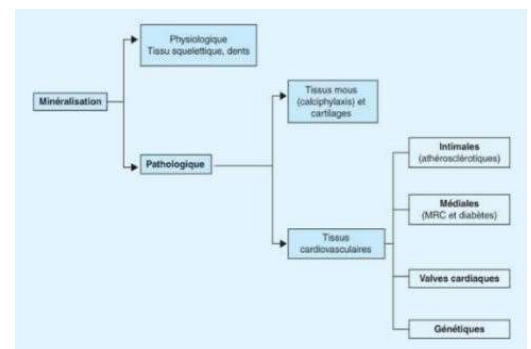 Physiologique
Tissu squelettique, dents
Minéralisation
Tissus mous
(calciphylaxis) et
cartilages
Pathologique
Intimales
(athérosclérotiques)
Médiales
(MRC et diabètes)
Tissus
cardiovasculaires
Valves cardiaques
Génétiques